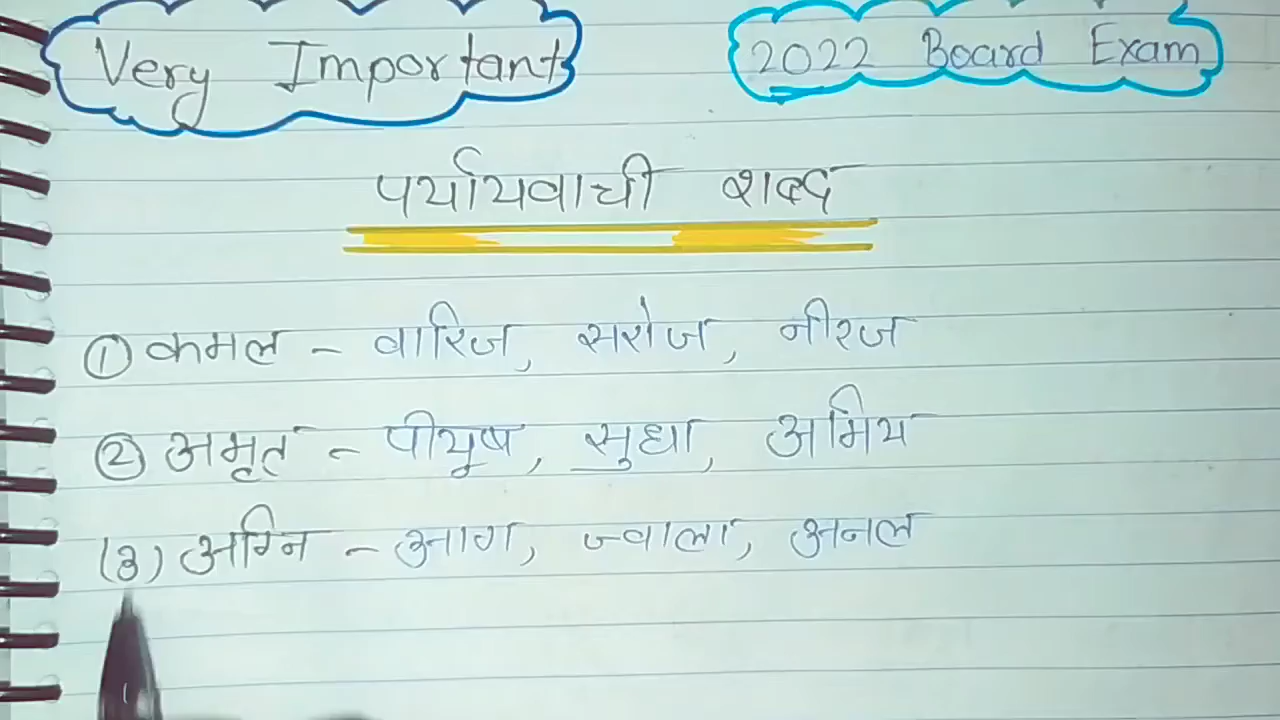 Very Important 2022 Board Exam
पर्यायवाची शब्द
① कमल - वारिज, सरोज, नीरज
② अमृत - पीयूष, सुधा, अमिय
(3) अग्नि - आग, ज्वाला, अनल